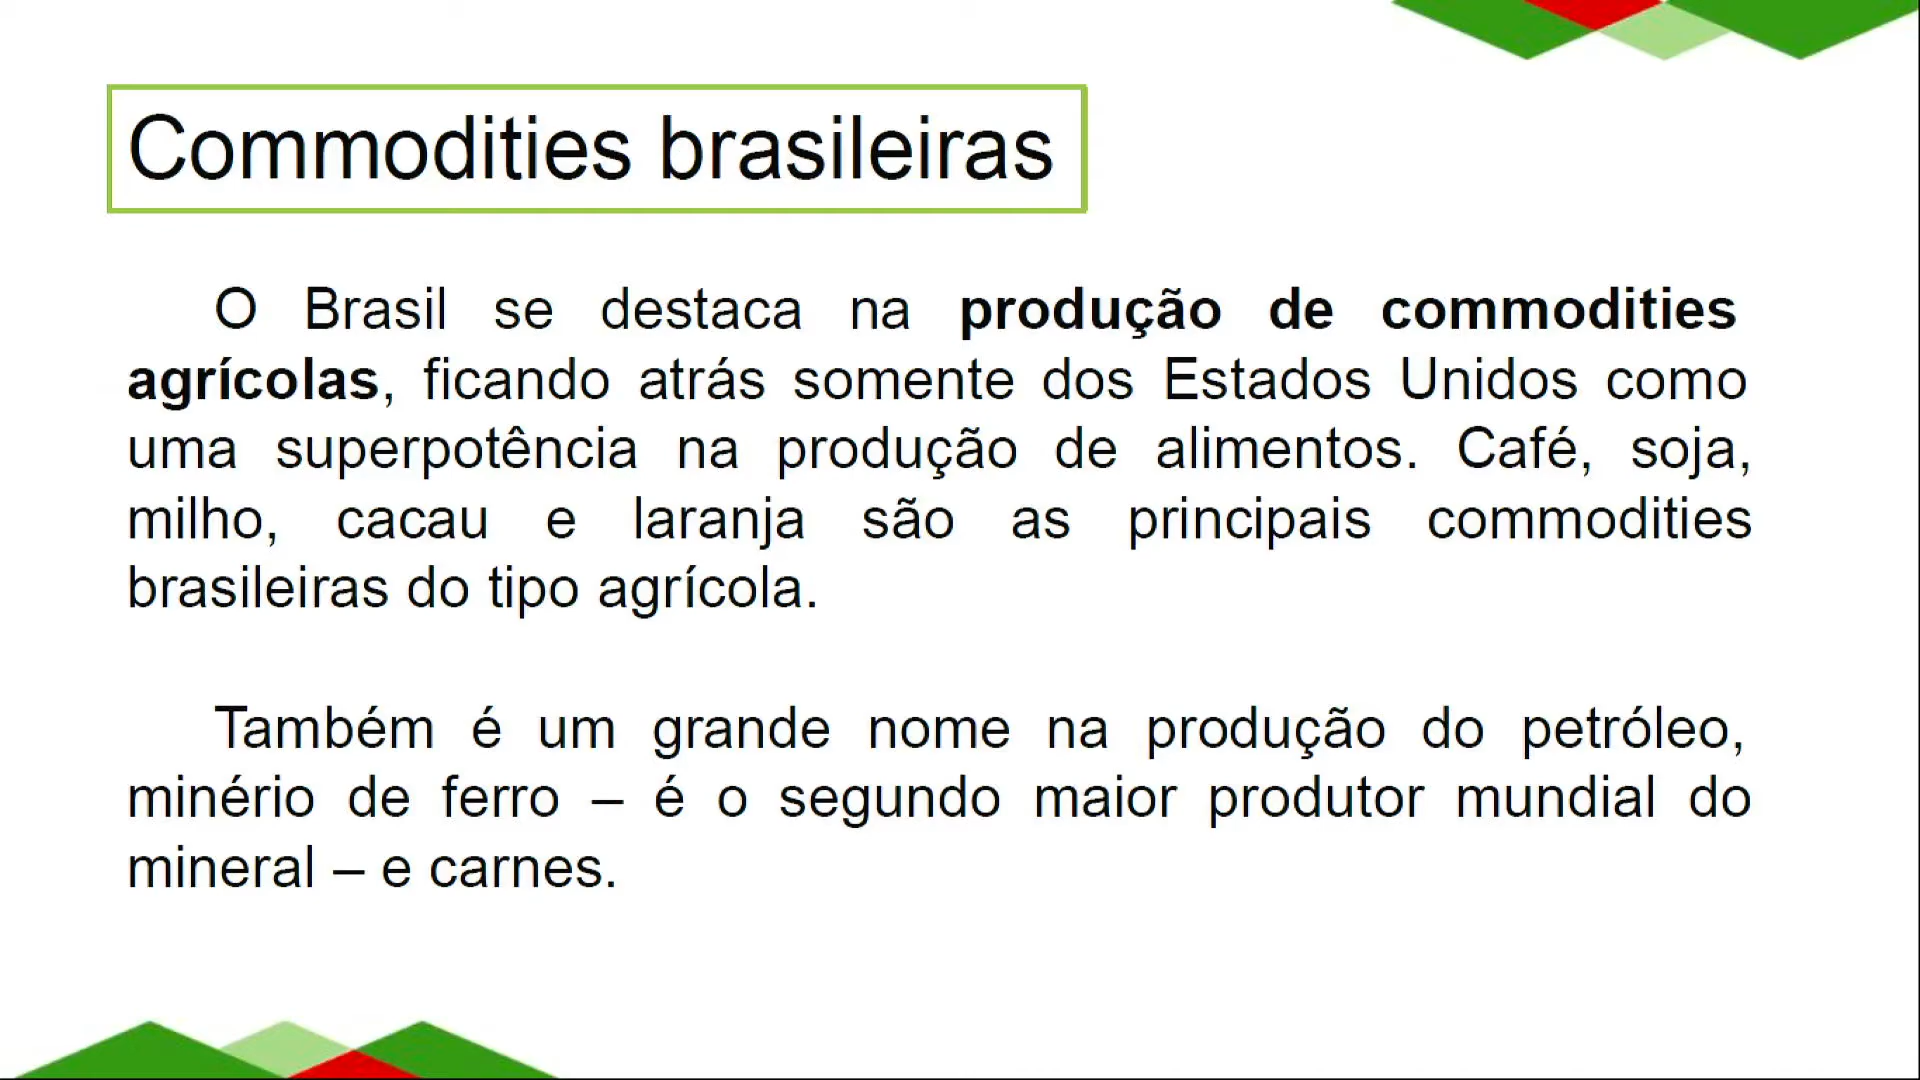 Commodities brasileiras
O Brasil se destaca na produção de commodities
agrícolas, ficando atrás somente dos Estados Unidos como
uma superpotência na produção de alimentos. Café, soja,
milho, cacau e laranja são as principais commodities
brasileiras do tipo agrícola.
Também é um grande nome na produção do petróleo,
minério de ferro – é o segundo maior produtor mundial do
mineral – e carnes.